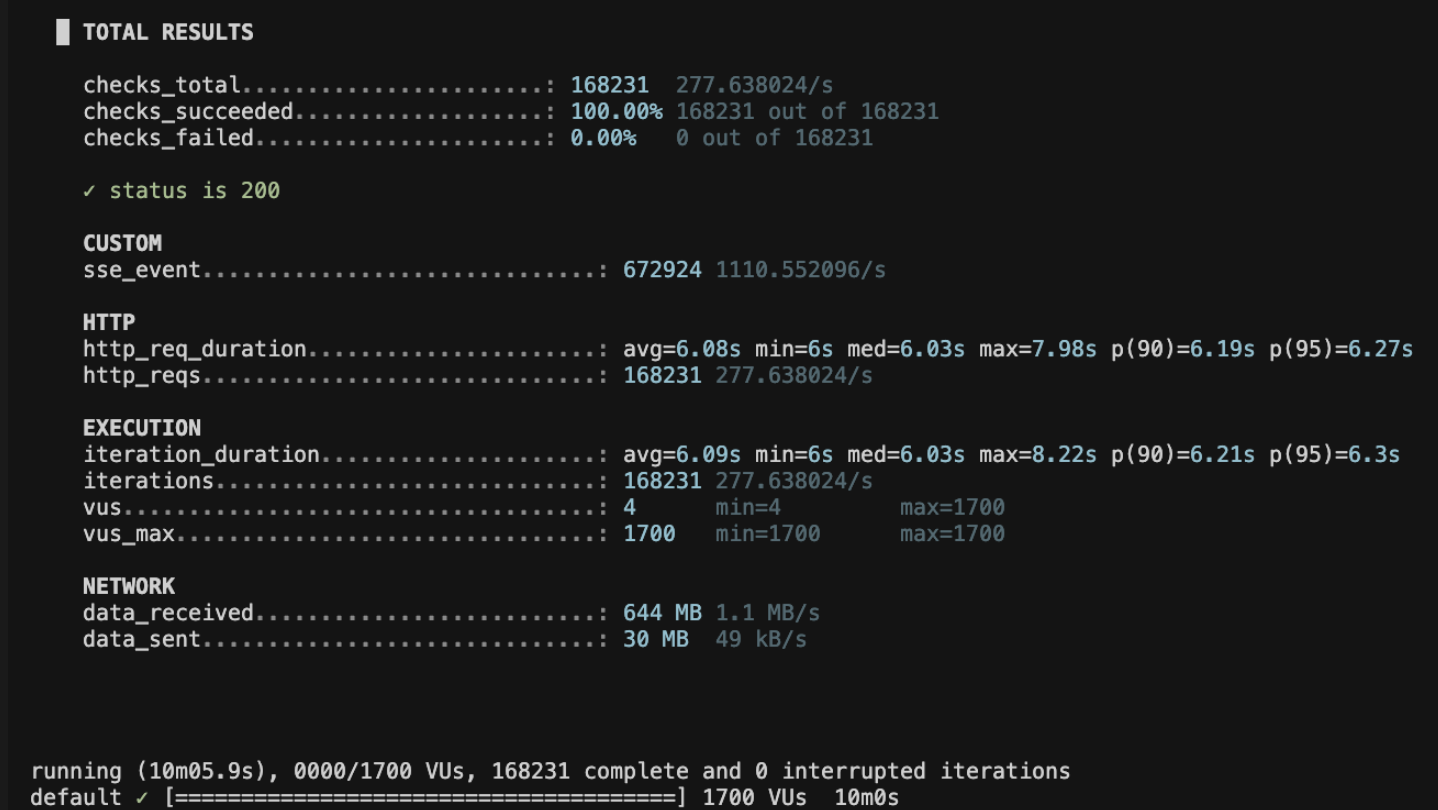 TOTAL RESULTS
checks_total.......................: 168231 277.638024/s
checks_succeeded...................: 100.00% 168231 out of 168231
checks_failed......................: 0.00% 0 out of 168231
✓ status is 200
CUSTOM
sse_event..............................: 672924 1110.552096/s
HTTP
http_req_duration......................: avg=6.08s min=6s med=6.03s max=7.98s p(90)=6.19s p(95)=6.27s
http_reqs..............................: 168231 277.638024/s
EXECUTION
iteration_duration.....................: avg=6.09s min=6s med=6.03s max=8.22s p(90)=6.21s p(95)=6.3s
iterations.............................: 168231 277.638024/s
vus....................................: 4 min=4 max=1700
vus_max................................: 1700 min=1700 max=1700
NETWORK
data_received..........................: 644 MB 1.1 MB/s
data_sent..............................: 30 MB 49 kB/s
running (10m05.9s), 0000/1700 VUs, 168231 complete and 0 interrupted iterations
default ✓ [======================================] 1700 VUs 10m0s